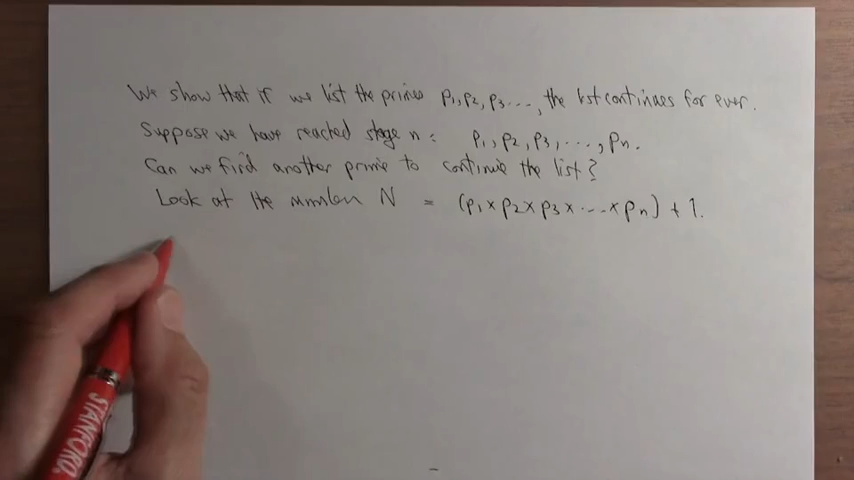 We show that if we list the primes p₁, p₂, p₃ ..., the list continues for ever.
Suppose we have reached stage n : p₁, p₂, p₃, ..., pₙ.
Can we find another prime to continue the list?
Look at the number N = (p₁ × p₂ × p₃ × ... × pₙ) + 1.
STANFORD